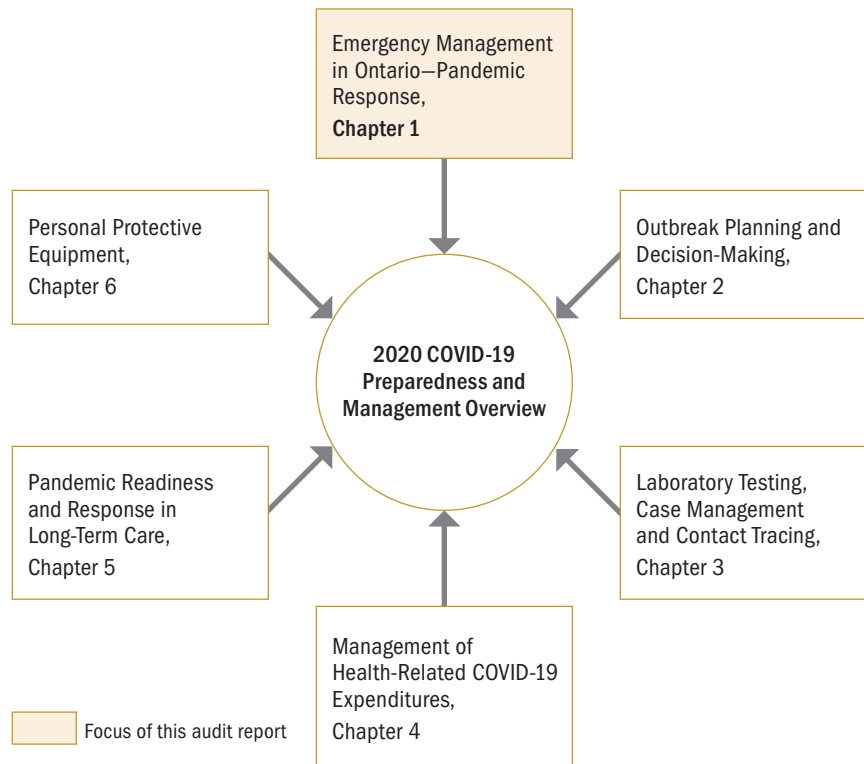 Emergency Management
in Ontario—Pandemic
Response,
Chapter 1
Personal Protective
Equipment,
Chapter 6
Outbreak Planning and
Decision-Making,
Chapter 2
2020 COVID-19
Preparedness and
Management Overview
Pandemic Readiness
and Response in
Long-Term Care,
Chapter 5
Laboratory Testing,
Case Management
and Contact Tracing,
Chapter 3
Management of
Health-Related COVID-19
Expenditures,
Chapter 4
Focus of this audit report